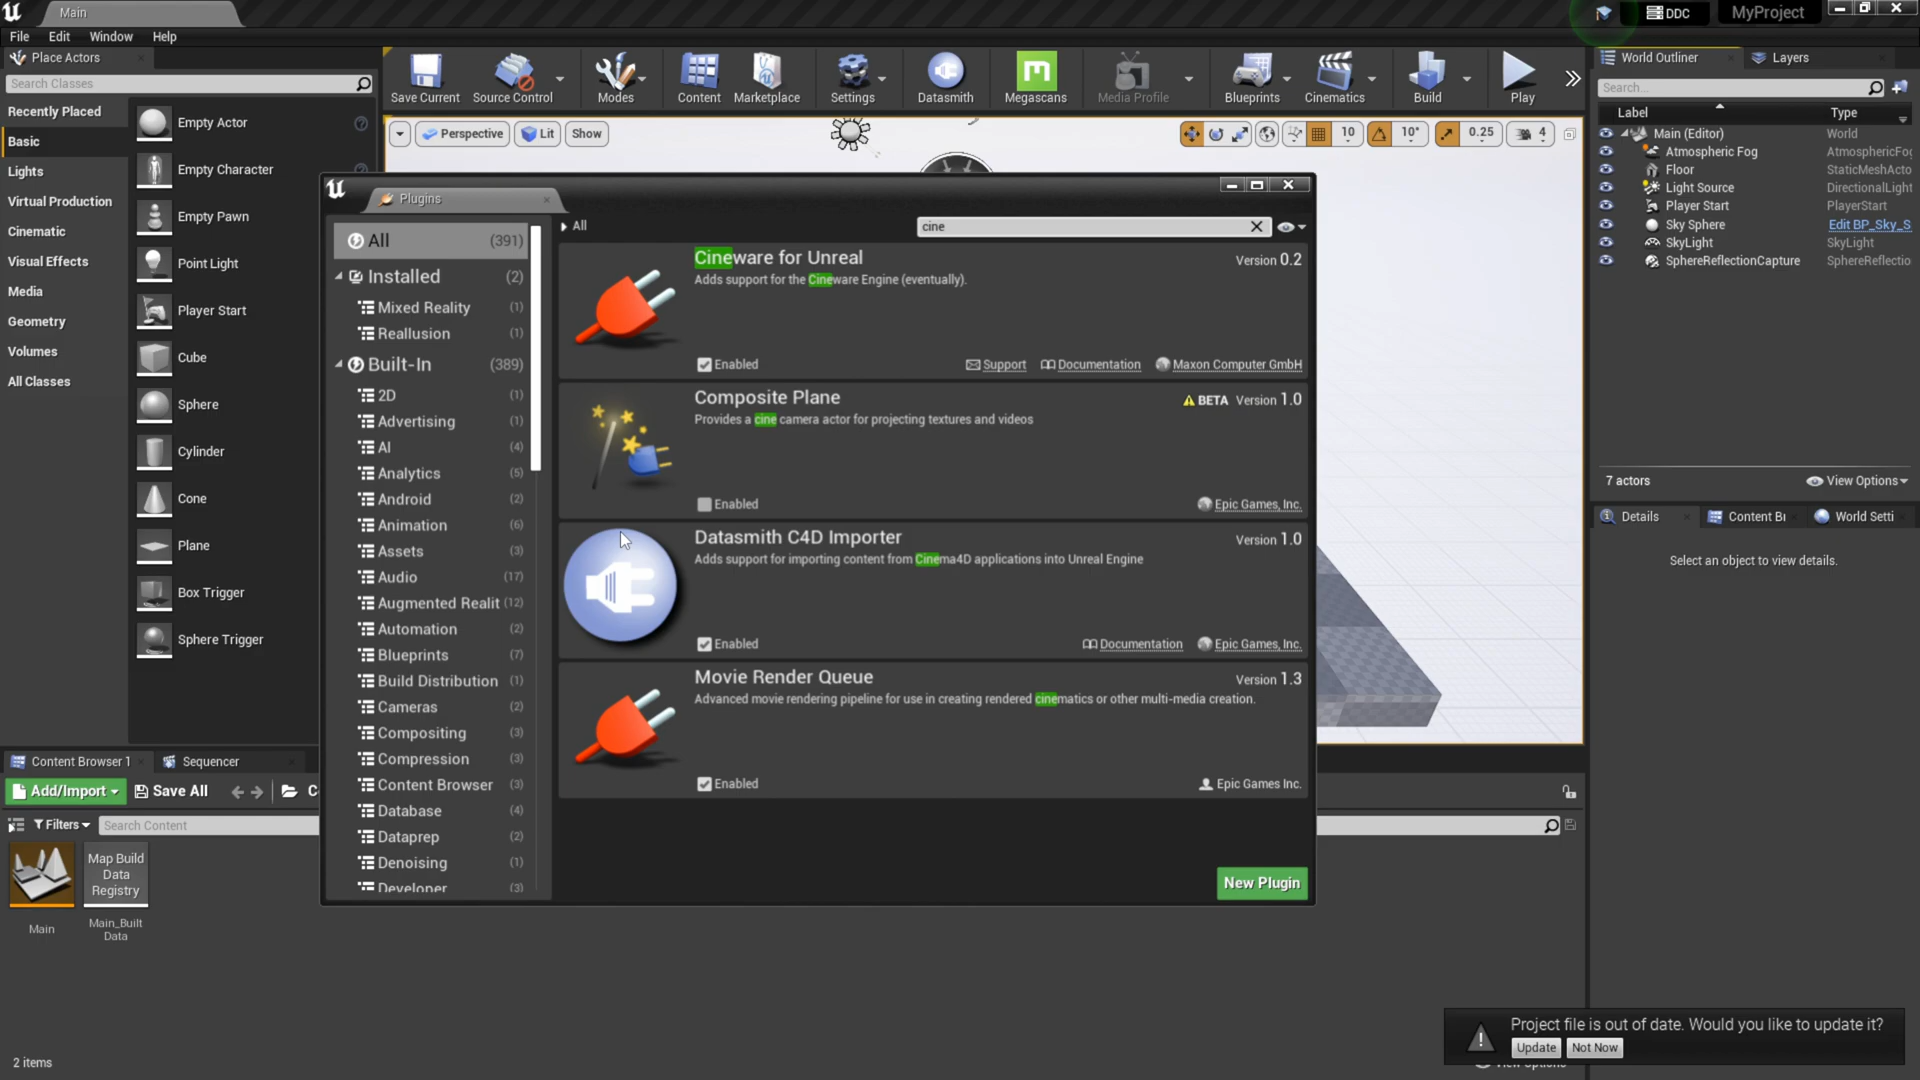 Main
DDC
MyProject
File Edit Window Help
Place Actors
Search Classes
Recently Placed
Basic
Lights
Virtual Production
Cinematic
Visual Effects
Media
Geometry
Volumes
All Classes
Empty Actor
Empty Character
Empty Pawn
Point Light
Player Start
Cube
Sphere
Cylinder
Cone
Plane
Box Trigger
Sphere Trigger
Save Current
Source Control
Modes
Content
Marketplace
Settings
Datasmith
Megascans
Media Profile
Blueprints
Cinematics
Build
Play
Perspective
Lit
Show
10
10°
0.25
4
Plugins
All
cine
All (391)
Installed (2)
Mixed Reality (1)
Reallusion (1)
Built-In (389)
2D (1)
Advertising (1)
AI (4)
Analytics (5)
Android (2)
Animation (6)
Assets (3)
Audio (17)
Augmented Realit (12)
Automation (2)
Blueprints (7)
Build Distribution (1)
Cameras (2)
Compositing (3)
Compression (3)
Content Browser (3)
Database (4)
Dataprep (2)
Denoising (1)
Developer (3)
Cineware for Unreal
Version 0.2
Adds support for the Cineware Engine (eventually).
Enabled
Support
Documentation
Maxon Computer GmbH
Composite Plane
BETA Version 1.0
Provides a cine camera actor for projecting textures and videos
Enabled
Epic Games, Inc.
Datasmith C4D Importer
Version 1.0
Adds support for importing content from Cinema4D applications into Unreal Engine
Enabled
Documentation
Epic Games, Inc.
Movie Render Queue
Version 1.3
Advanced movie rendering pipeline for use in creating rendered cinematics or other multi-media creation.
Enabled
Epic Games Inc.
New Plugin
World Outliner
Layers
Search...
Label
Type
Main (Editor) World
Atmospheric Fog AtmosphericFog
Floor StaticMeshActo
Light Source DirectionalLight
Player Start PlayerStart
Sky Sphere Edit BP_Sky_S
SkyLight SkyLight
SphereReflectionCapture SphereReflectio
7 actors
View Options
Details
Content Br
World Setti
Select an object to view details.
Content Browser 1
Sequencer
Add/Import
Save All
C
Filters
Search Content
Map Build
Data
Registry
Main
Main_Built
Data
2 items
Project file is out of date. Would you like to update it?
Update
Not Now
View Options